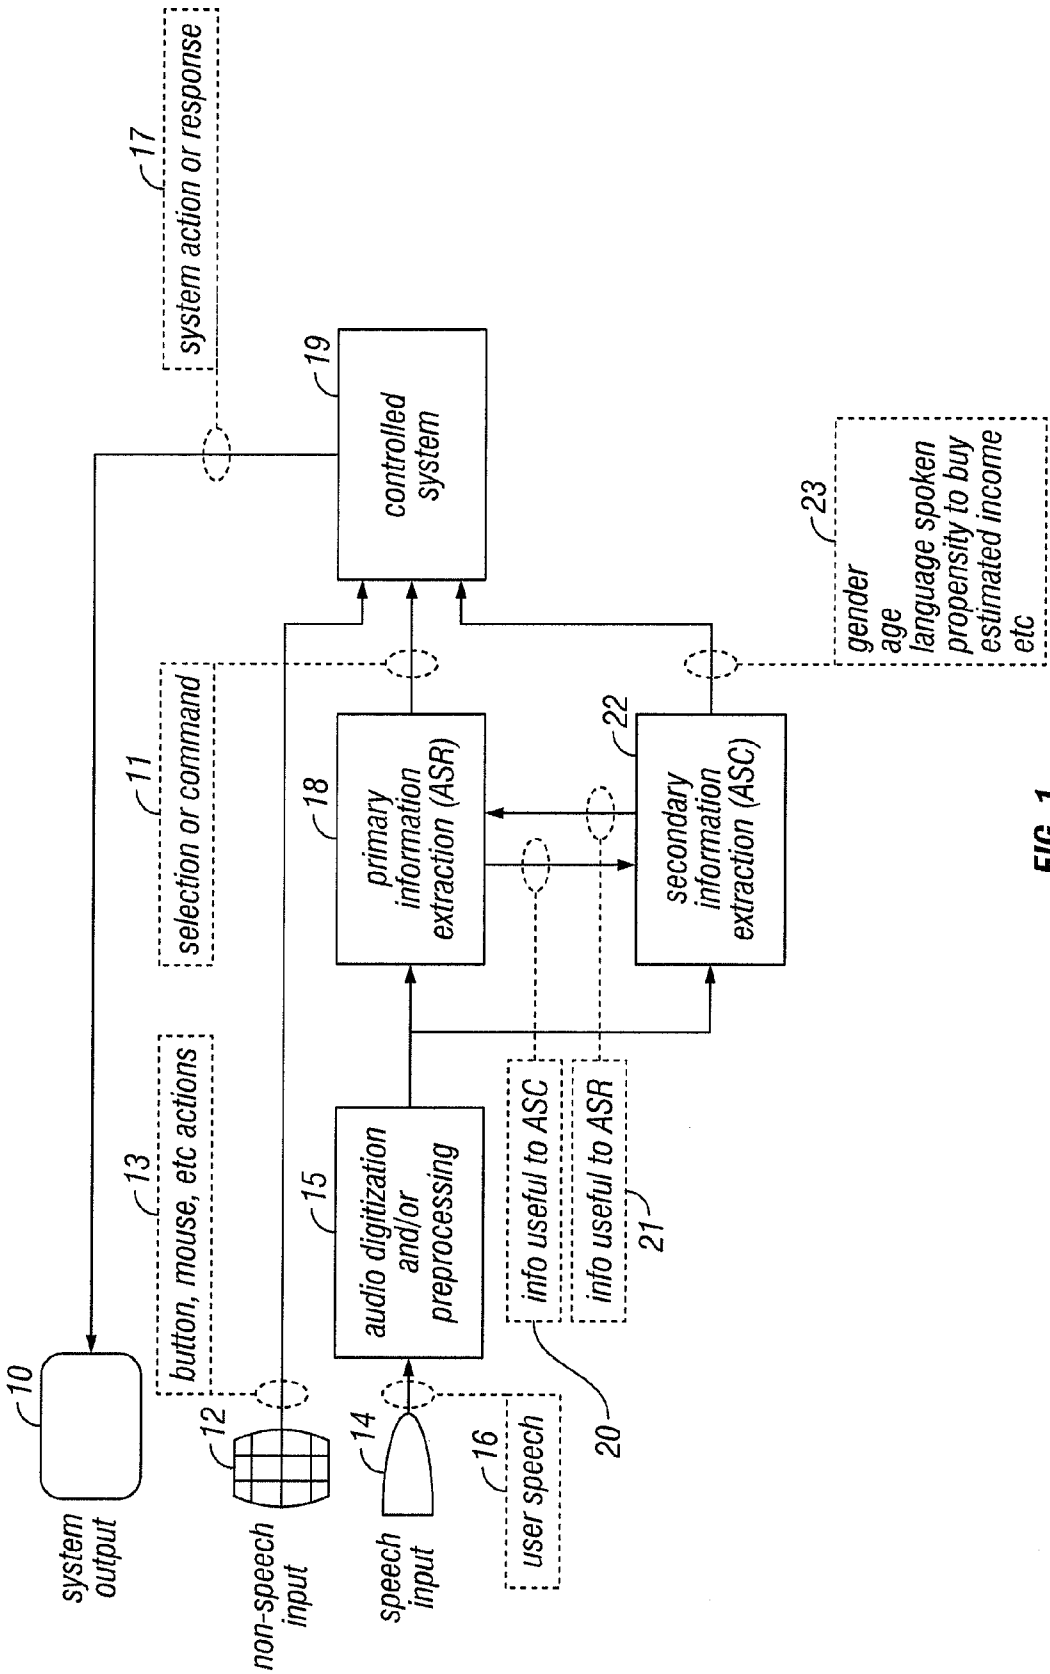 10
system
output
17
system action or response
13
button, mouse, etc actions
11
selection or command
12
non-speech
input
14
speech
input
16
user speech
15
audio digitization
and/or
preprocessing
18
primary
information
extraction (ASR)
19
controlled
system
20
info useful to ASC
info useful to ASR
21
22
secondary
information
extraction (ASC)
23
gender
age
language spoken
propensity to buy
estimated income
etc
FIG. 1